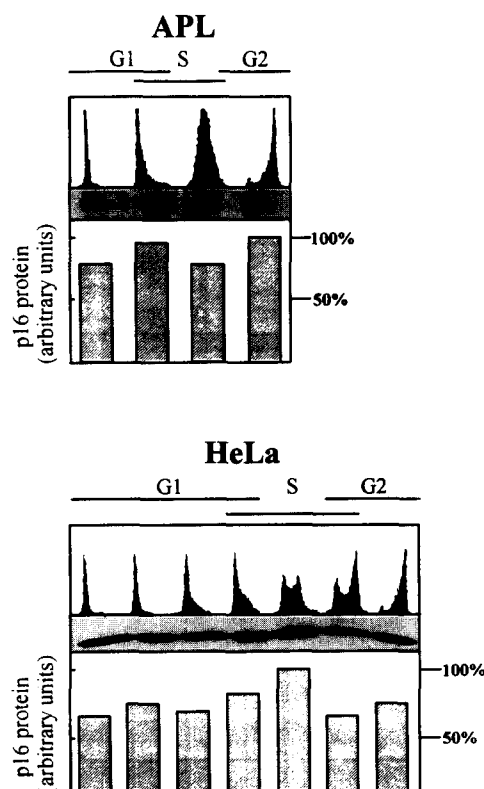 APL
G1 S G2
100%
50%
p16 protein
(arbitrary units)
HeLa
G1 S G2
100%
50%
p16 protein
(arbitrary units)